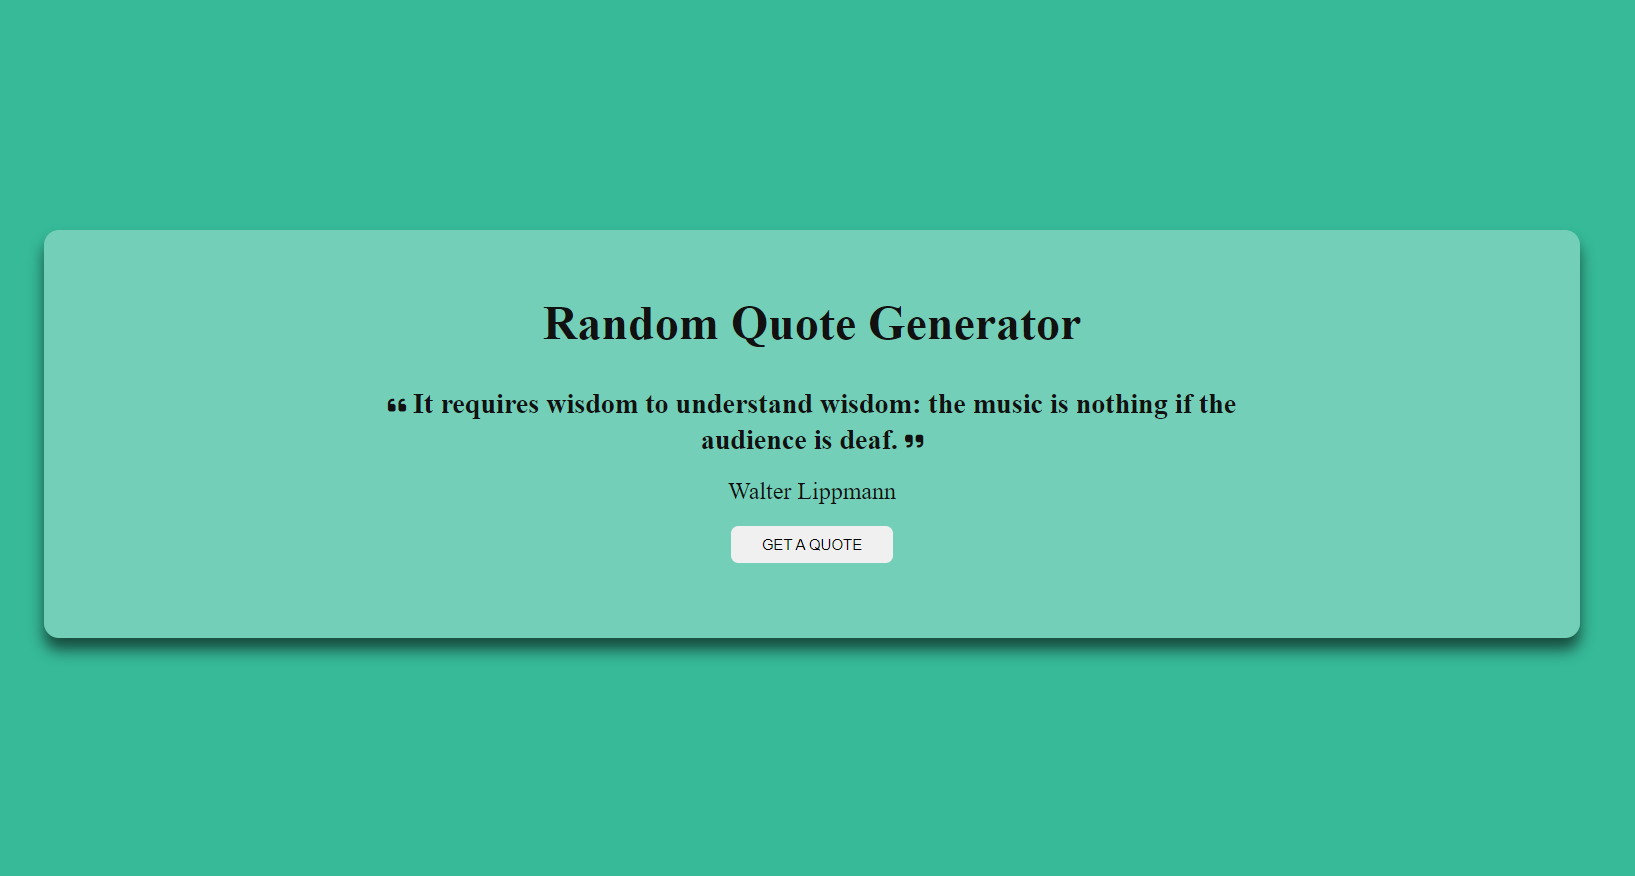 Random Quote Generator
❝ It requires wisdom to understand wisdom: the music is nothing if the
audience is deaf. ❞
Walter Lippmann
GET A QUOTE